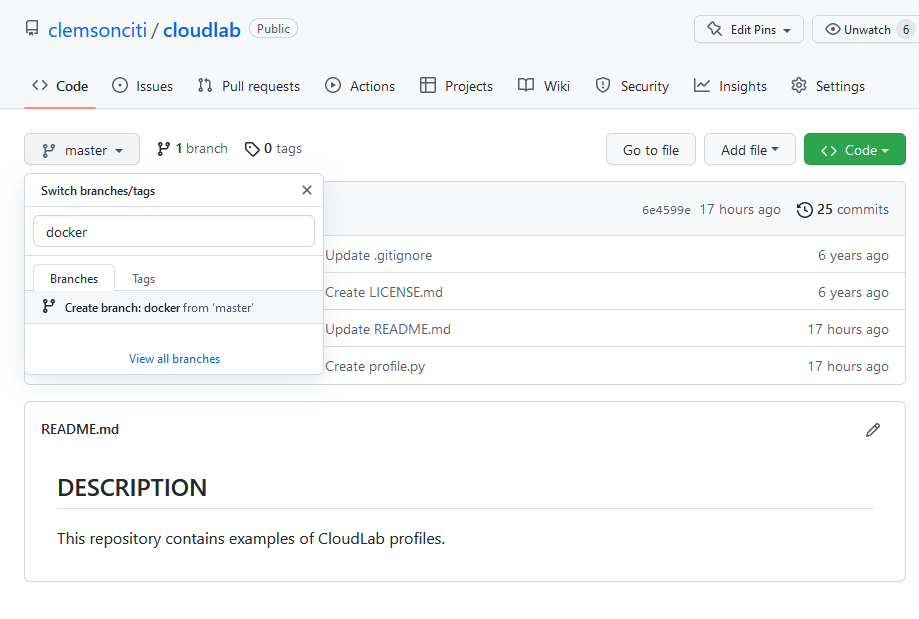 clemsonciti / cloudlab Public Edit Pins Unwatch 6
Code Issues Pull requests Actions Projects Wiki Security Insights Settings
master 1 branch 0 tags Go to file Add file Code
Switch branches/tags
6e4599e 17 hours ago 25 commits
docker
Update .gitignore 6 years ago
Branches Tags
Create LICENSE.md 6 years ago
Create branch: docker from ‘master’
Update README.md 17 hours ago
View all branches
Create profile.py 17 hours ago
README.md
DESCRIPTION
This repository contains examples of CloudLab profiles.